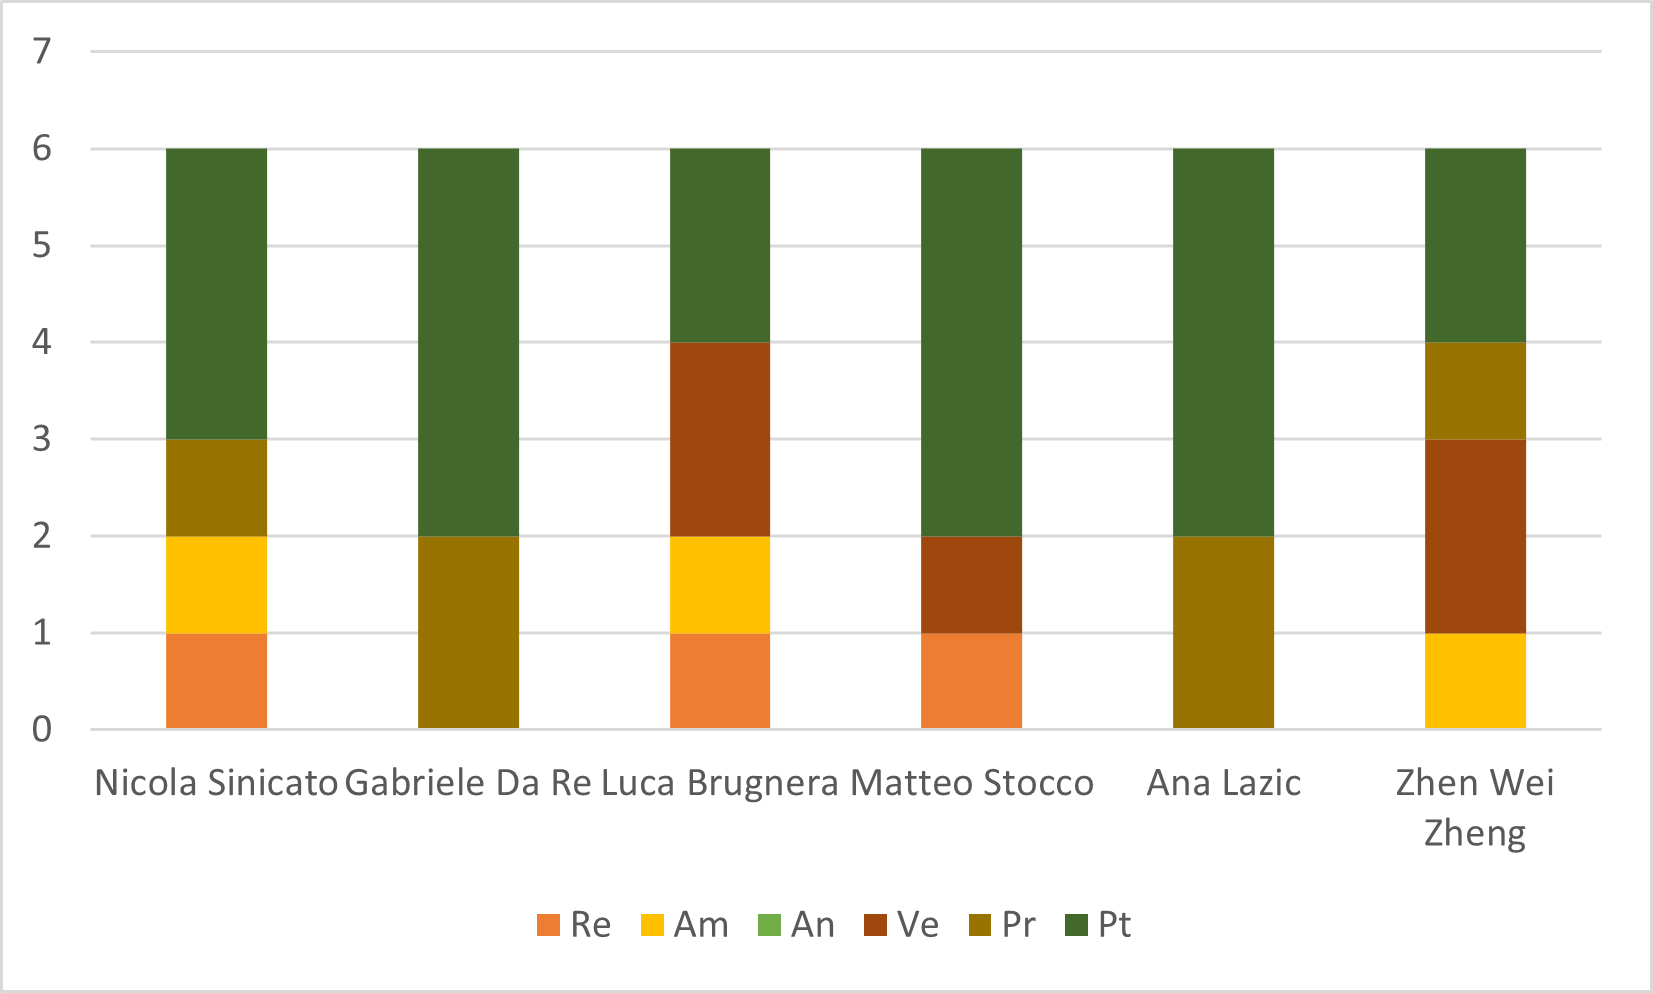 7
6
5
4
3
2
1
0
Nicola Sinicato Gabriele Da Re Luca Brugnera Matteo Stocco Ana Lazic Zhen Wei
Zheng
Re Am An Ve Pr Pt